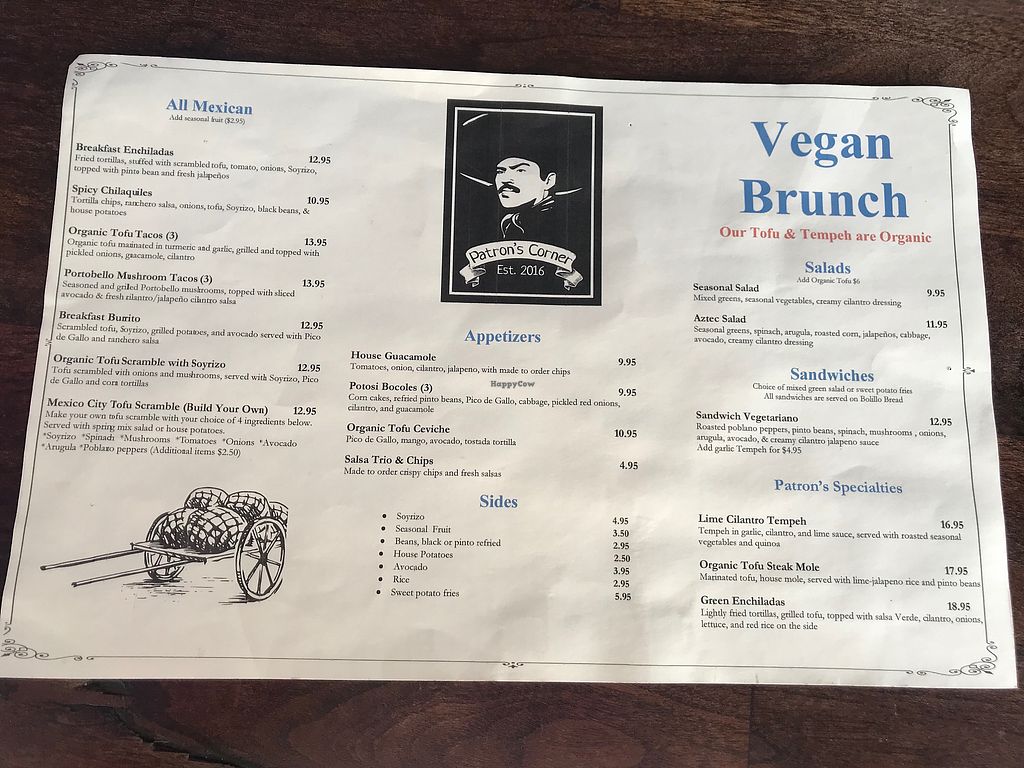 All Mexican
Add seasonal fruit ($2.95)
Breakfast Enchiladas 12.95
Fried tortillas, stuffed with scrambled tofu, tomato, onions, Soyrizo,
topped with pinto bean and fresh jalapeños
Spicy Chilaquiles 10.95
Tortilla chips, ranchero salsa, onions, tofu, Soyrizo, black beans, &
house potatoes
Organic Tofu Tacos (3) 13.95
Organic tofu marinated in turmeric and garlic, grilled and topped with
pickled onions, guacamole, cilantro
Portobello Mushroom Tacos (3) 13.95
Seasoned and grilled Portobello mushrooms, topped with sliced
avocado & fresh rilantro/jalapeño cilantro salsa
Breakfast Burrito 12.95
Scrambled tofu, Soyrizo, grilled potatoes, and avocado served with Pico
de Gallo and ranchero salsa
Organic Tofu Scramble with Soyrizo 12.95
Tofu scrambled with onions and mushrooms, served with Soyrizo, Pico
de Gallo and corn tortillas
Mexico City Tofu Scramble (Build Your Own) 12.95
Make your own tofu scramble with your choice of 4 ingredients below.
Served with spring mix salad or house potatoes.
*Soyrizo *Spinach *Mushrooms *Tomatoes *Onions *Avocado
*Arugula *Poblano peppers (Additional items $2.50)
Patron's Corner
Est. 2016
Appetizers
House Guacamole 9.95
Tomatoes, onion, cilantro, jalapeno, with made to order chips
HappyCow
Potosi Bocoles (3) 9.95
Corn cakes, refried pinto beans, Pico de Gallo, cabbage, pickled red onions,
cilantro, and guacamole
Organic Tofu Ceviche 10.95
Pico de Gallo, mango, avocado, tostada tortilla
Salsa Trio & Chips 4.95
Made to order crispy chips and fresh salsas
Sides
• Soyrizo 4.95
• Seasonal Fruit 3.50
• Beans, black or pinto refried 2.95
• House Potatoes 2.50
• Avocado 3.95
• Rice 2.95
• Sweet potato fries 5.95
Vegan
Brunch
Our Tofu & Tempeh are Organic
Salads
Add Organic Tofu $6
Seasonal Salad 9.95
Mixed greens, seasonal vegetables, creamy cilantro dressing
Aztec Salad 11.95
Seasonal greens, spinach, arugula, roasted corn, jalapeños, cabbage,
avocado, creamy cilantro dressing
Sandwiches
Choice of mixed green salad or sweet potato fries
All sandwiches are served on Bolillo Bread
Sandwich Vegetariano 12.95
Roasted poblano peppers, pinto beans, spinach, mushrooms , onions,
arugula, avocado, & creamy cilantro jalapeno sauce
Add garlic Tempeh for $4.95
Patron's Specialties
Lime Cilantro Tempeh 16.95
Tempeh in garlic, cilantro, and lime sauce, served with roasted seasonal
vegetables and quinoa
Organic Tofu Steak Mole 17.95
Marinated tofu, house mole, served with lime-jalapeno rice and pinto beans
Green Enchiladas 18.95
Lightly fried tortillas, grilled tofu, topped with salsa Verde, cilantro, onions,
lettuce, and red rice on the side